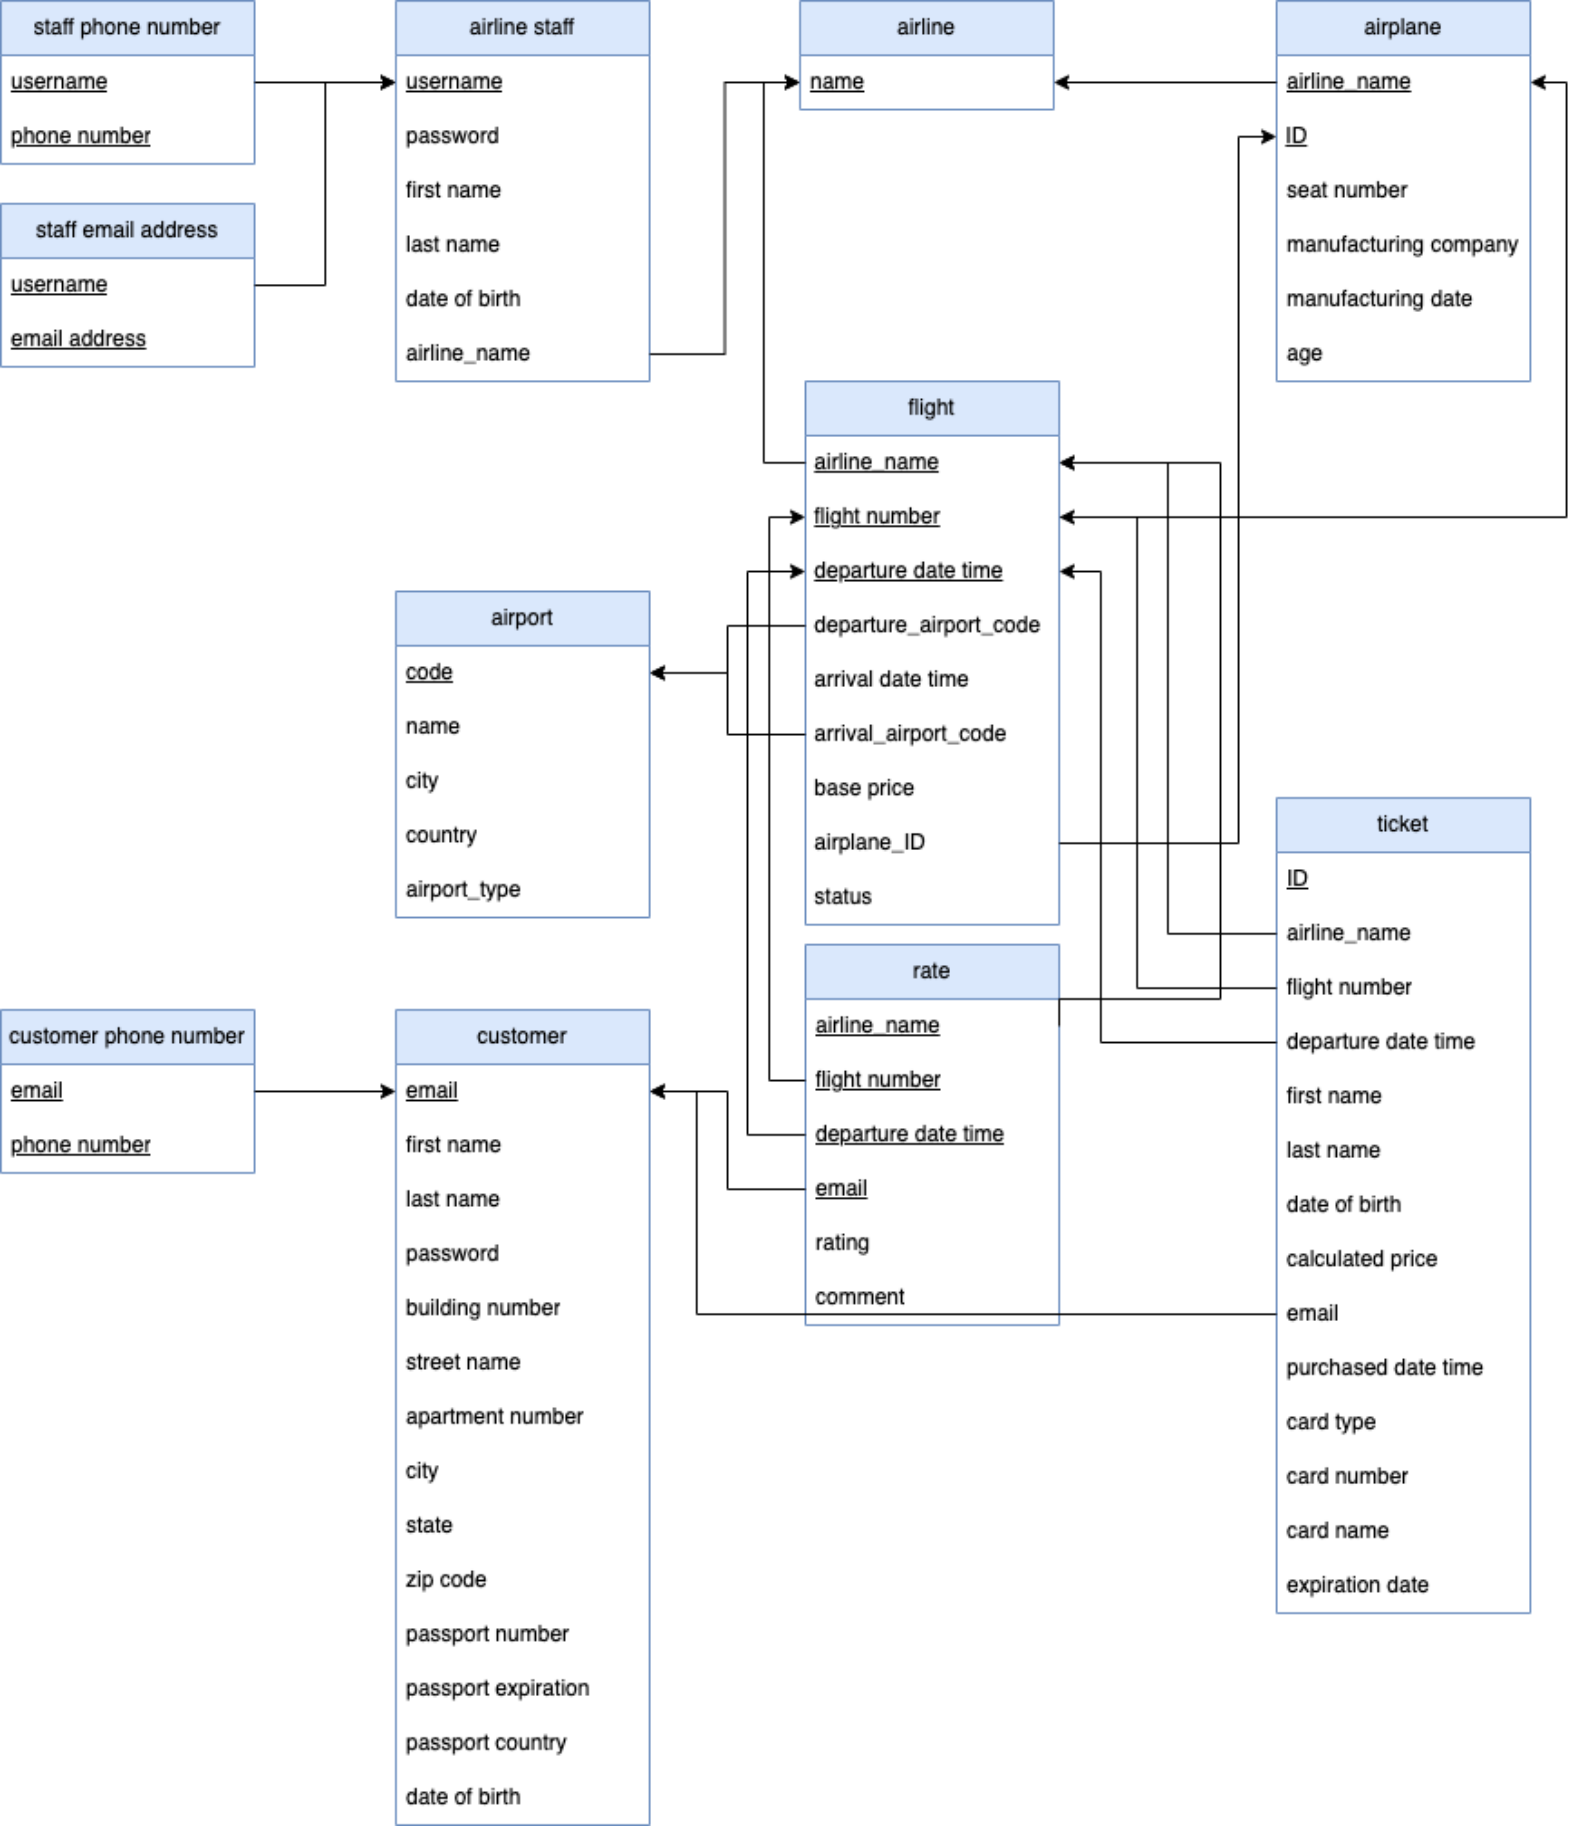 staff phone number
username
phone number
staff email address
username
email address
airline staff
username
password
first name
last name
date of birth
airline_name
airline
name
airplane
airline_name
ID
seat number
manufacturing company
manufacturing date
age
flight
airline_name
flight number
departure date time
departure_airport_code
arrival date time
arrival_airport_code
base price
airplane_ID
status
airport
code
name
city
country
airport_type
rate
airline_name
flight number
departure date time
email
rating
comment
ticket
ID
airline_name
flight number
departure date time
first name
last name
date of birth
calculated price
email
purchased date time
card type
card number
card name
expiration date
customer phone number
email
phone number
customer
email
first name
last name
password
building number
street name
apartment number
city
state
zip code
passport number
passport expiration
passport country
date of birth